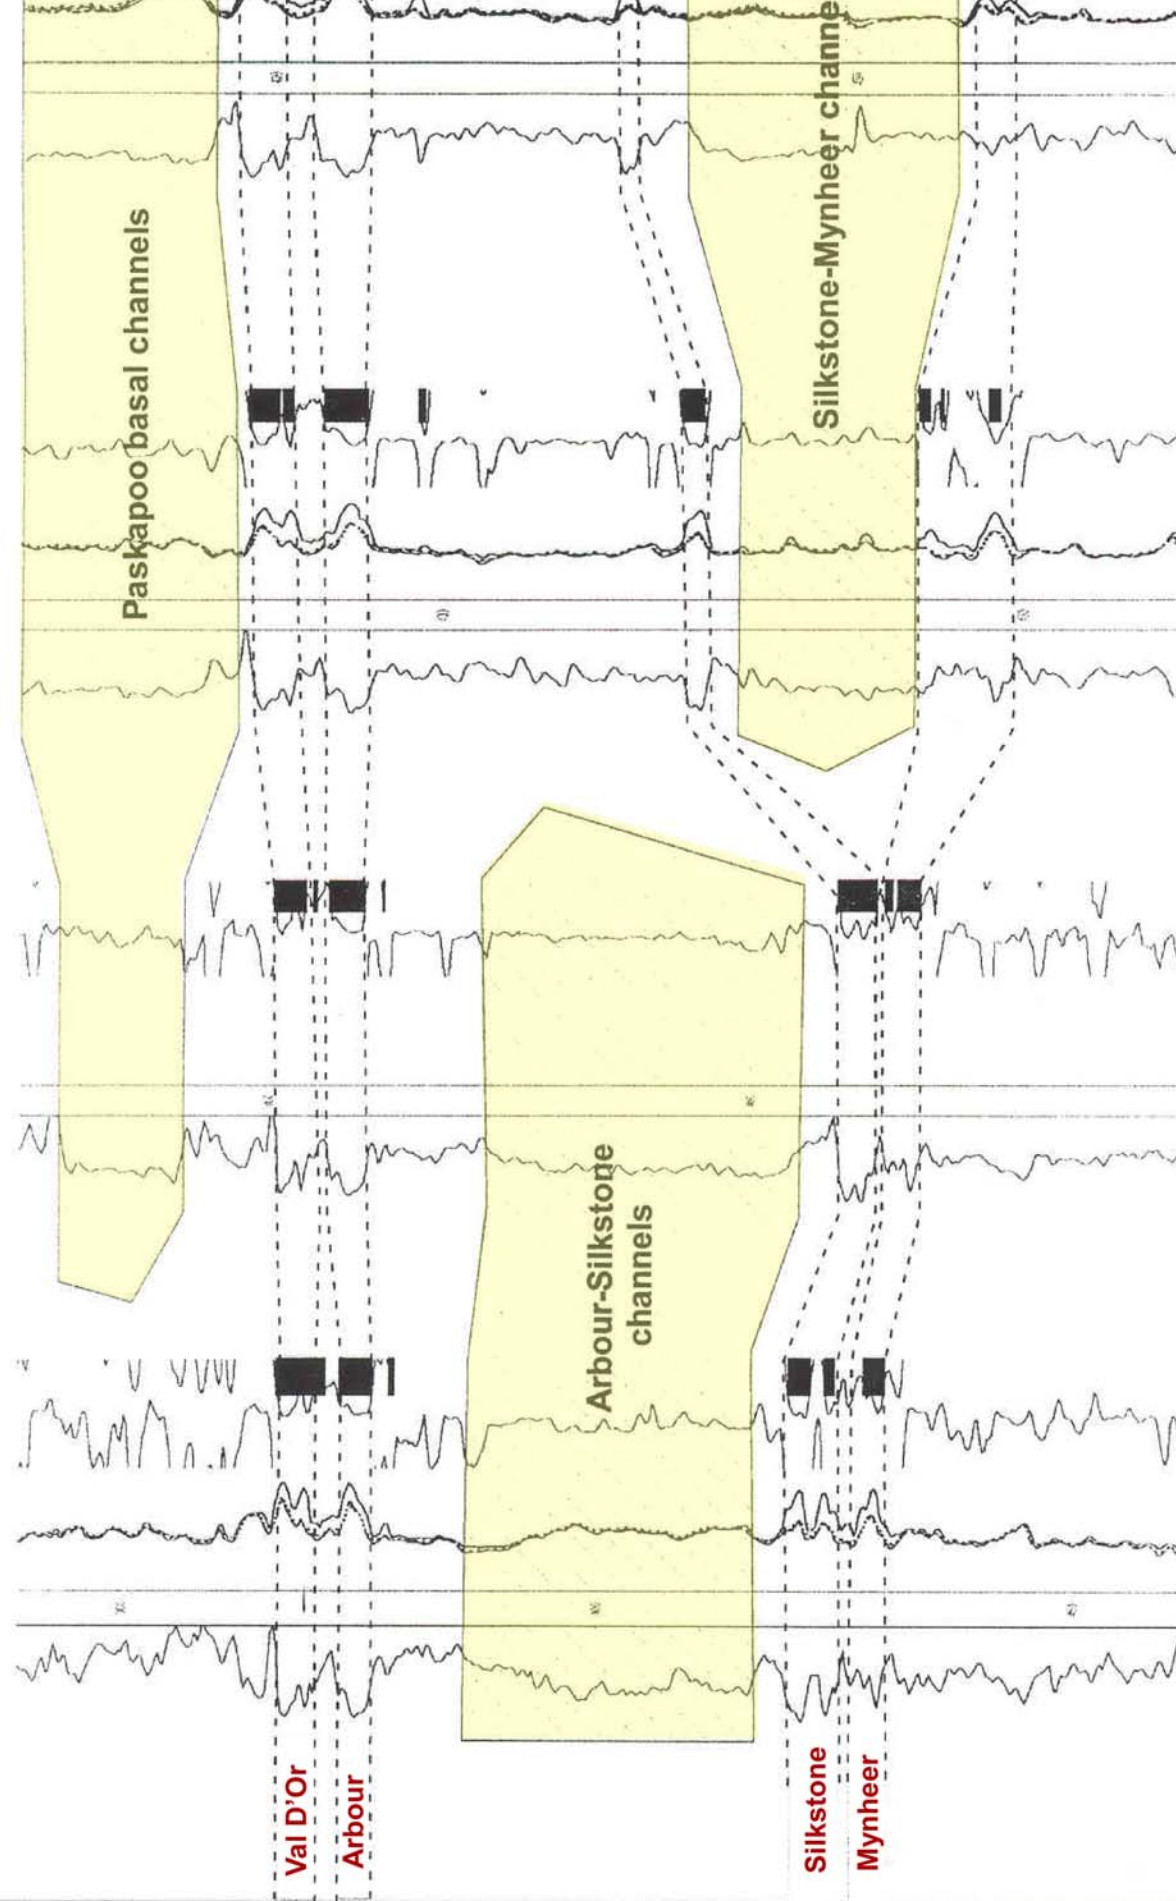 Paskapoo basal channels
Silkstone-Mynheer channe
Arbour-Silkstone
channels
Val D'Or
Arbour
Silkstone
Mynheer